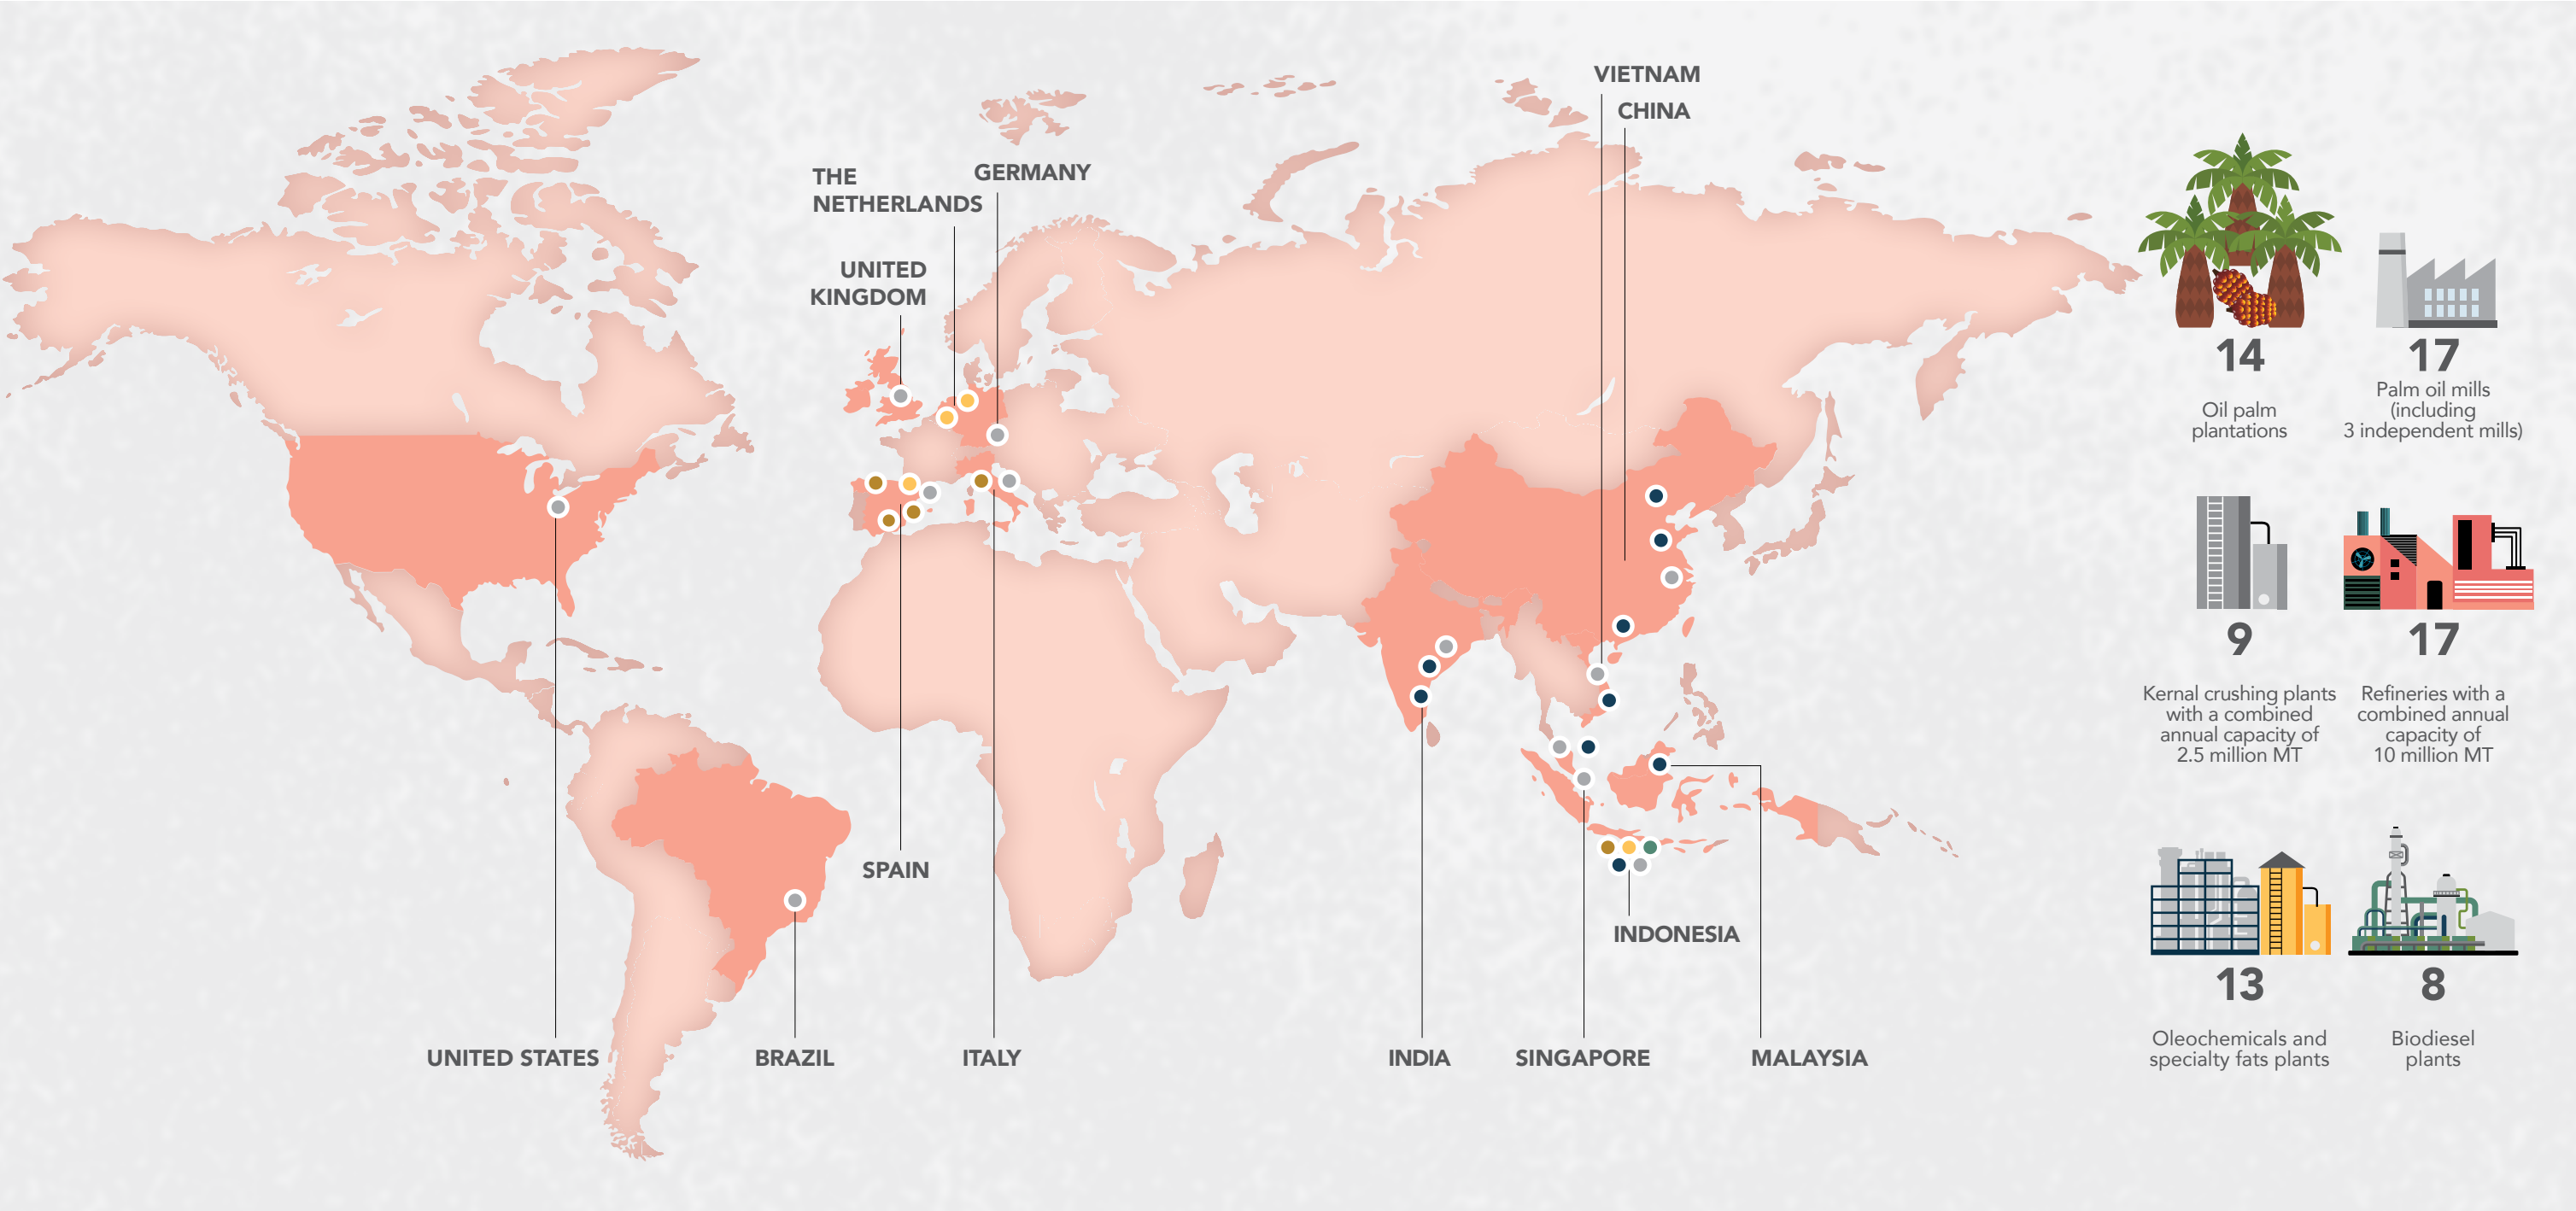 VIETNAM
CHINA
THE
NETHERLANDS
GERMANY
UNITED
KINGDOM
SPAIN
INDONESIA
UNITED STATES
BRAZIL
ITALY
INDIA
SINGAPORE
MALAYSIA
14
Oil palm
plantations
17
Palm oil mills
(including
3 independent mills)
9
Kernal crushing plants
with a combined
annual capacity of
2.5 million MT
17
Refineries with a
combined annual
capacity of
10 million MT
13
Oleochemicals and
specialty fats plants
8
Biodiesel
plants